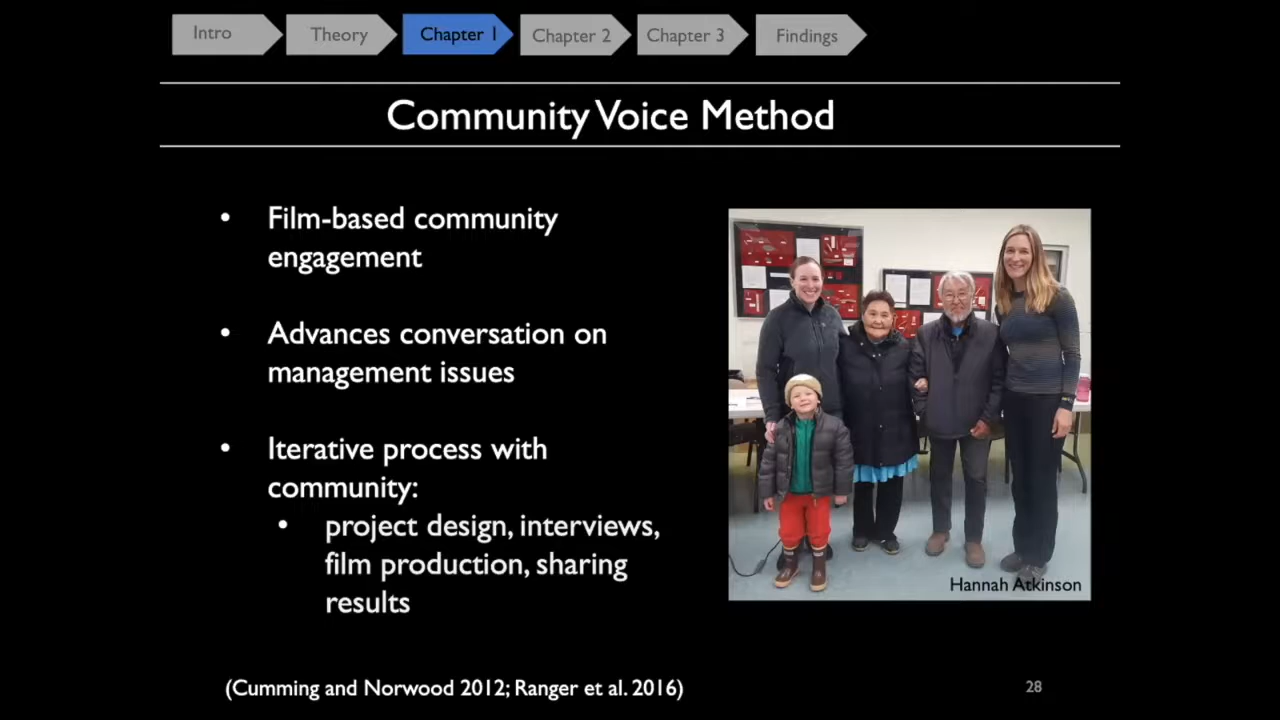 Intro
Theory
Chapter 1
Chapter 2
Chapter 3
Findings
Community Voice Method
• Film-based community
engagement
• Advances conversation on
management issues
• Iterative process with
community:
• project design, interviews,
film production, sharing
results
Hannah Atkinson
(Cumming and Norwood 2012; Ranger et al. 2016)
28